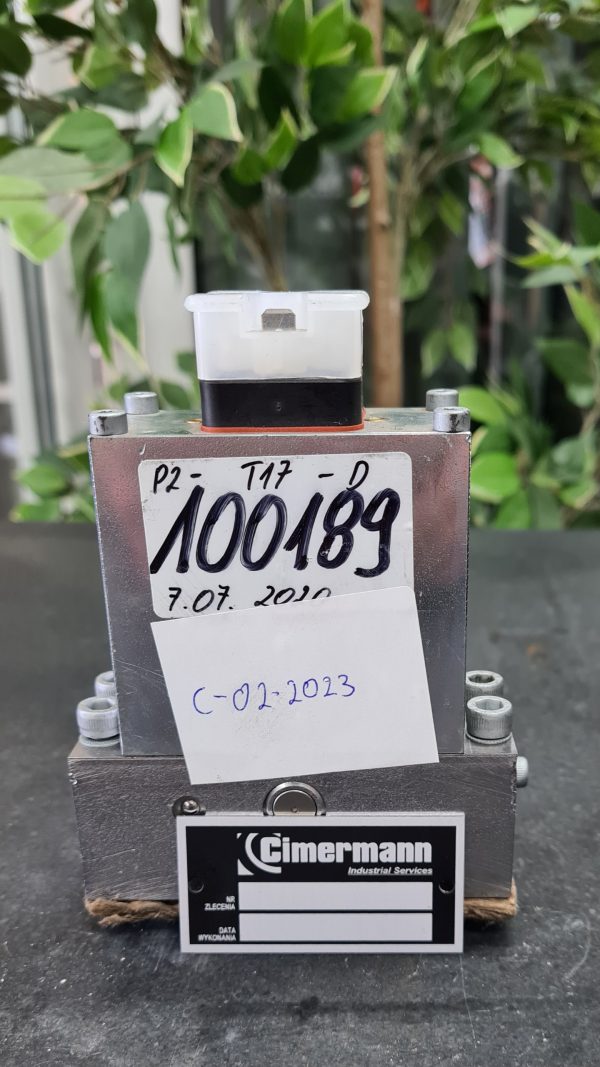 P2- T17 - D
100189
7.07. 2020
C-02-2023
Cimermann
Industrial Services
NR
ZLECENIA
DATA
WYKONANIA